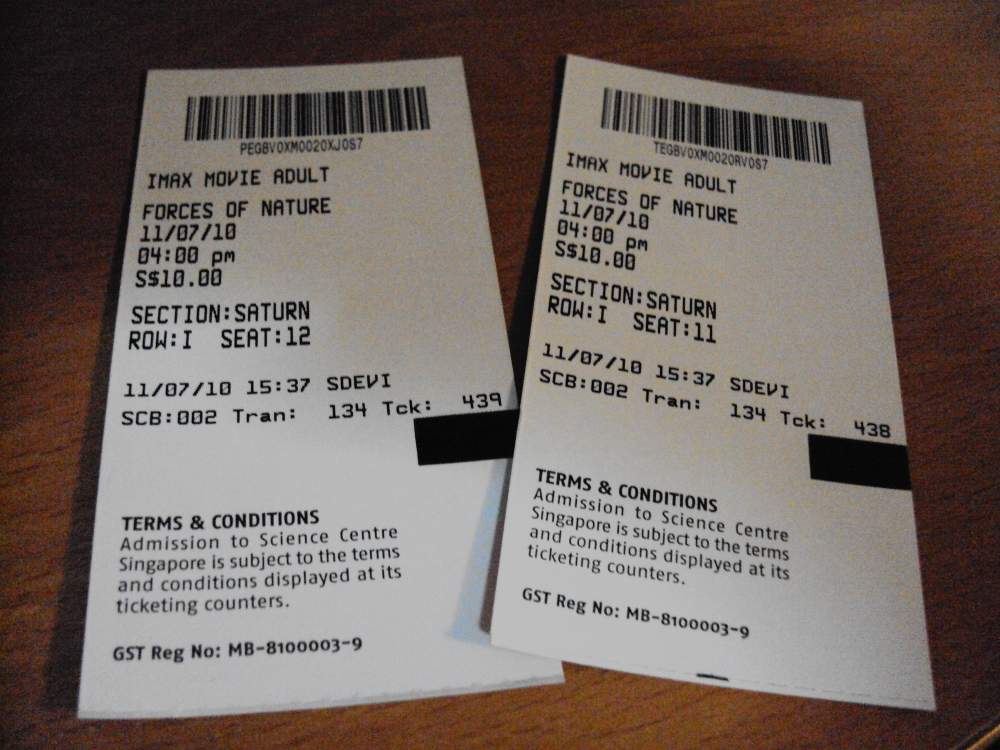 PEGBV0XM0020XJ0S7
IMAX MOVIE ADULT
FORCES OF NATURE
11/07/10
04:00 pm
S$10.00
SECTION:SATURN
ROW:I SEAT:12
11/07/10 15:37 SDEVI
SCB:002 Tran: 134 Tck: 439
TERMS & CONDITIONS
Admission to Science Centre
Singapore is subject to the terms
and conditions displayed at its
ticketing counters.
GST Reg No: MB-8100003-9
TEGBV0XM0020RV0S7
IMAX MOVIE ADULT
FORCES OF NATURE
11/07/10
04:00 pm
S$10.00
SECTION:SATURN
ROW:I SEAT:11
11/07/10 15:37 SDEVI
SCB:002 Tran: 134 Tck: 438
TERMS & CONDITIONS
Admission to Science Centre
Singapore is subject to the terms
and conditions displayed at its
ticketing counters.
GST Reg No: MB-8100003-9